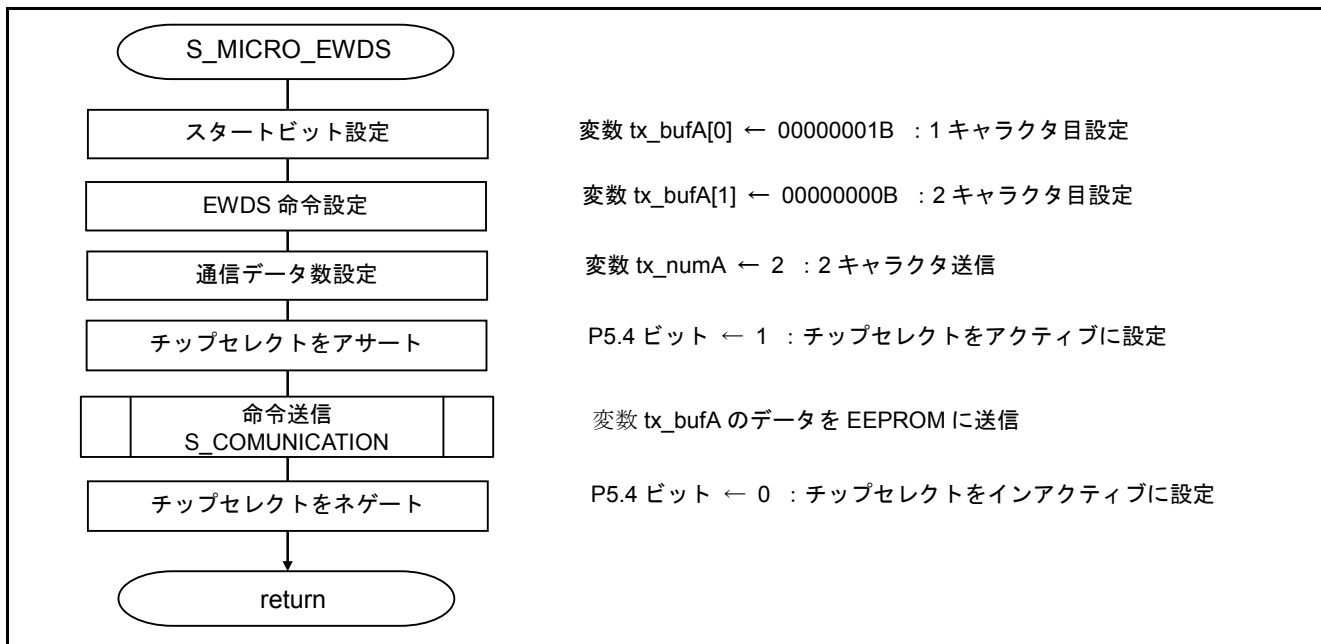 S_MICRO_EWDS
スタートビット設定
変数 tx_bufA[0] ← 00000001B ：1 キャラクタ目設定
EWDS 命令設定
変数 tx_bufA[1] ← 00000000B ：2 キャラクタ目設定
通信データ数設定
変数 tx_numA ← 2 ：2 キャラクタ送信
チップセレクトをアサート
P5.4 ビット ← 1 ：チップセレクトをアクティブに設定
命令送信
S_COMUNICATION
変数 tx_bufA のデータを EEPROM に送信
チップセレクトをネゲート
P5.4 ビット ← 0 ：チップセレクトをインアクティブに設定
return